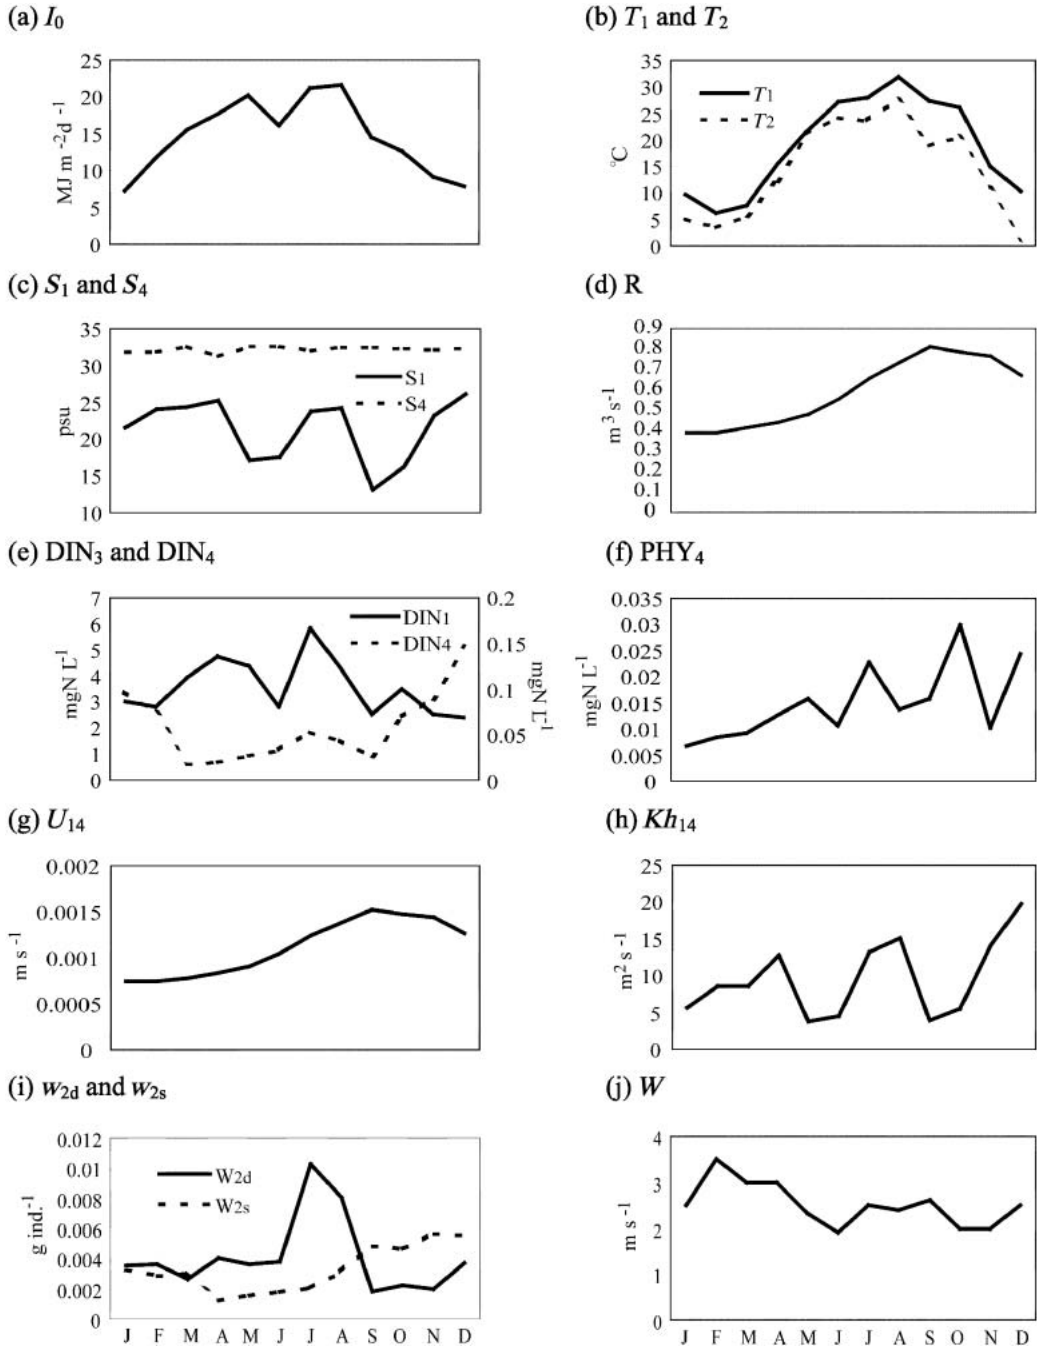 (a) I0
MJ m -2d -1
25
20
15
10
5
0
(b) T1 and T2
°C
35
30
25
20
15
10
5
0
T1
T2
(c) S1 and S4
psu
35
30
25
20
15
10
S1
S4
(d) R
m 3 s-1
0.9
0.8
0.7
0.6
0.5
0.4
0.3
0.2
0.1
0
(e) DIN3 and DIN4
mgN L-1
7
6
5
4
3
2
1
0
DIN1
DIN4
0.2
0.15
0.1
0.05
0
mgN L-1
(f) PHY4
mgN L-1
0.035
0.03
0.025
0.02
0.015
0.01
0.005
0
(g) U14
m s -1
0.002
0.0015
0.001
0.0005
0
(h) Kh14
m2 s-1
25
20
15
10
5
0
(i) w2d and w2s
g ind.-1
0.012
0.01
0.008
0.006
0.004
0.002
0
W2d
W2s
J F M A M J J A S O N D
(j) W
m s -1
4
3
2
1
0
J F M A M J J A S O N D